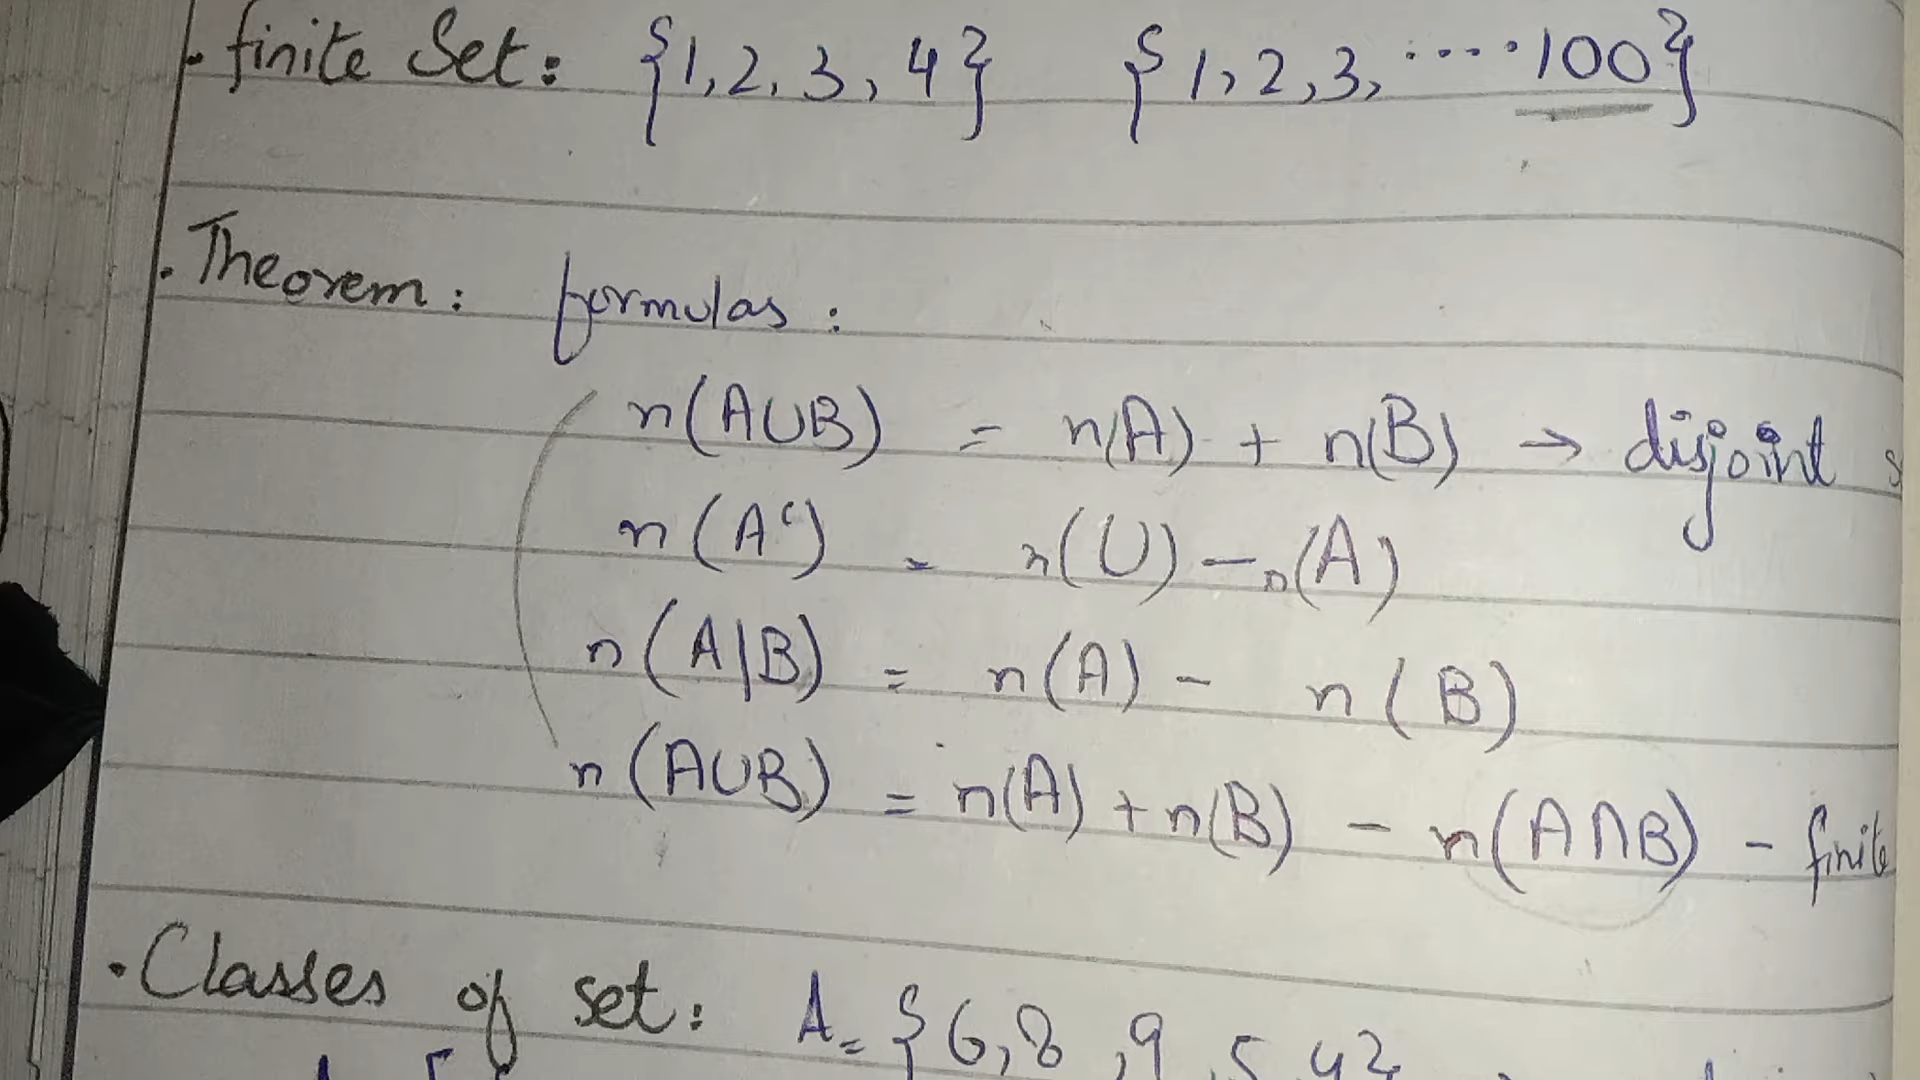 · finite Set: {1, 2, 3, 4} {1, 2, 3, ....100}
· Theorem: formulas:
n(A∪B) = n(A) + n(B) → disjoint
n(Aᶜ) = n(U) - n(A)
n(A|B) = n(A) - n(B)
n(A∪B) = n(A) + n(B) - n(A∩B) - finite
· Classes of set: A = {6, 8, 9, 5, 4}